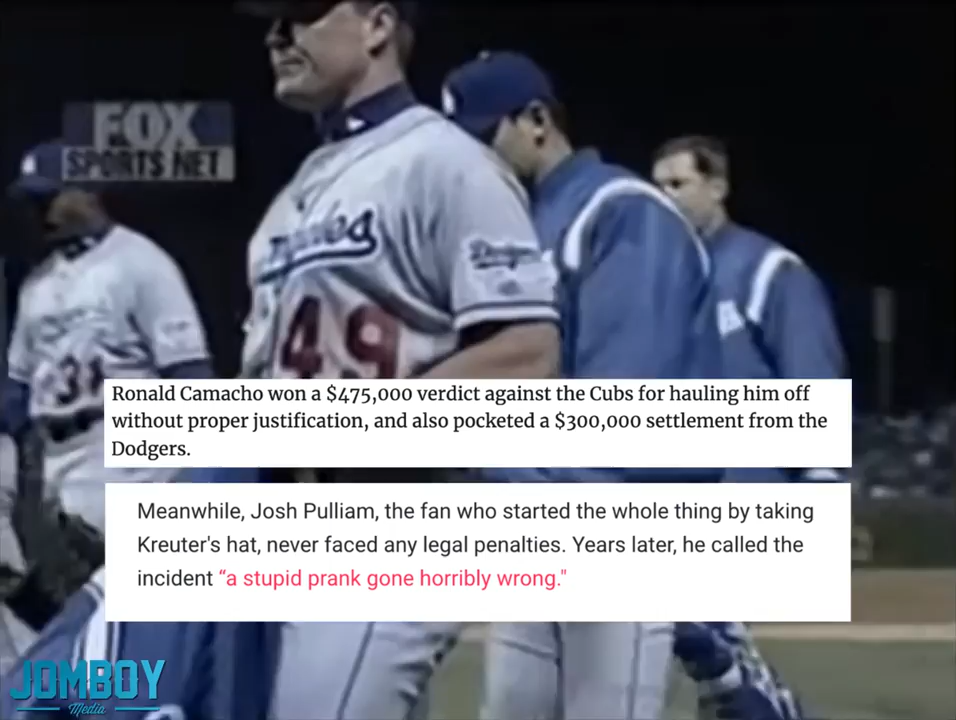 FOX
SPORTS NET
Dodgers
49
31
Ronald Camacho won a $475,000 verdict against the Cubs for hauling him off
without proper justification, and also pocketed a $300,000 settlement from the
Dodgers.
Meanwhile, Josh Pulliam, the fan who started the whole thing by taking
Kreuter's hat, never faced any legal penalties. Years later, he called the
incident “a stupid prank gone horribly wrong."
JOMBOY
Media